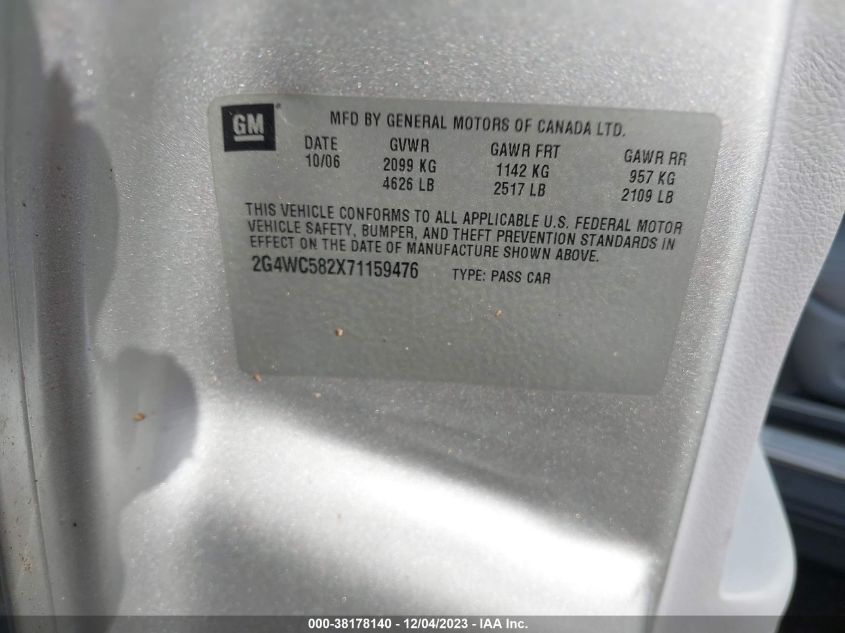 GM
MFD BY GENERAL MOTORS OF CANADA LTD.
DATE GVWR GAWR FRT GAWR RR
10/06 2099 KG 1142 KG 957 KG
4626 LB 2517 LB 2109 LB
THIS VEHICLE CONFORMS TO ALL APPLICABLE U.S. FEDERAL MOTOR
VEHICLE SAFETY, BUMPER, AND THEFT PREVENTION STANDARDS IN
EFFECT ON THE DATE OF MANUFACTURE SHOWN ABOVE.
2G4WC582X71159476 TYPE: PASS CAR
000-38178140 - 12/04/2023 - IAA Inc.